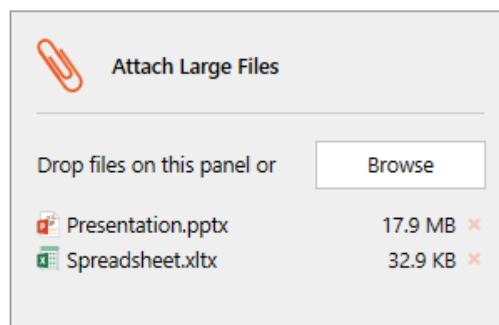 Attach Large Files
Drop files on this panel or Browse
Presentation.pptx 17.9 MB
Spreadsheet.xltx 32.9 KB